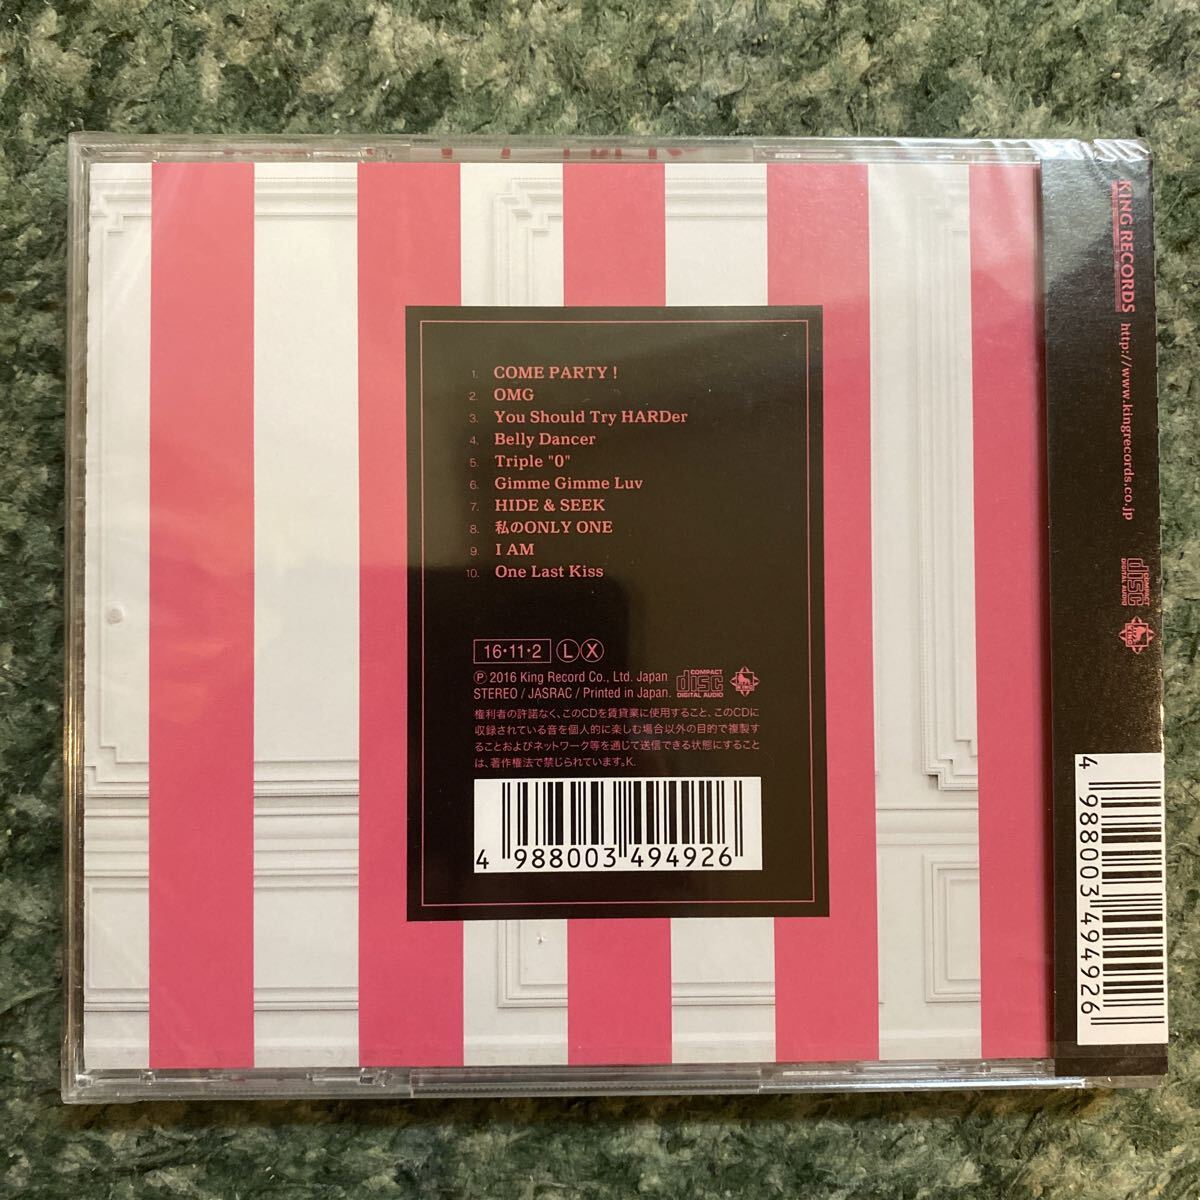 1. COME PARTY !
2. OMG
3. You Should Try HARDer
4. Belly Dancer
5. Triple "0"
6. Gimme Gimme Luv
7. HIDE & SEEK
8. 私のONLY ONE
9. I AM
10. One Last Kiss
16・11・2 L X
Ⓟ 2016 King Record Co., Ltd. Japan
STEREO / JASRAC / Printed in Japan.
COMPACT
disc
DIGITAL AUDIO
KING
権利者の許諾なく、このCDを賃貸業に使用すること、このCDに
収録されている音を個人的に楽しむ場合以外の目的で複製す
ることおよびネットワーク等を通じて送信できる状態にすること
は、著作権法で禁じられています。K.
4 988003 494926
KING RECORDS http://www.kingrecords.co.jp
COMPACT
disc
DIGITAL AUDIO
KING
4 988003 494926